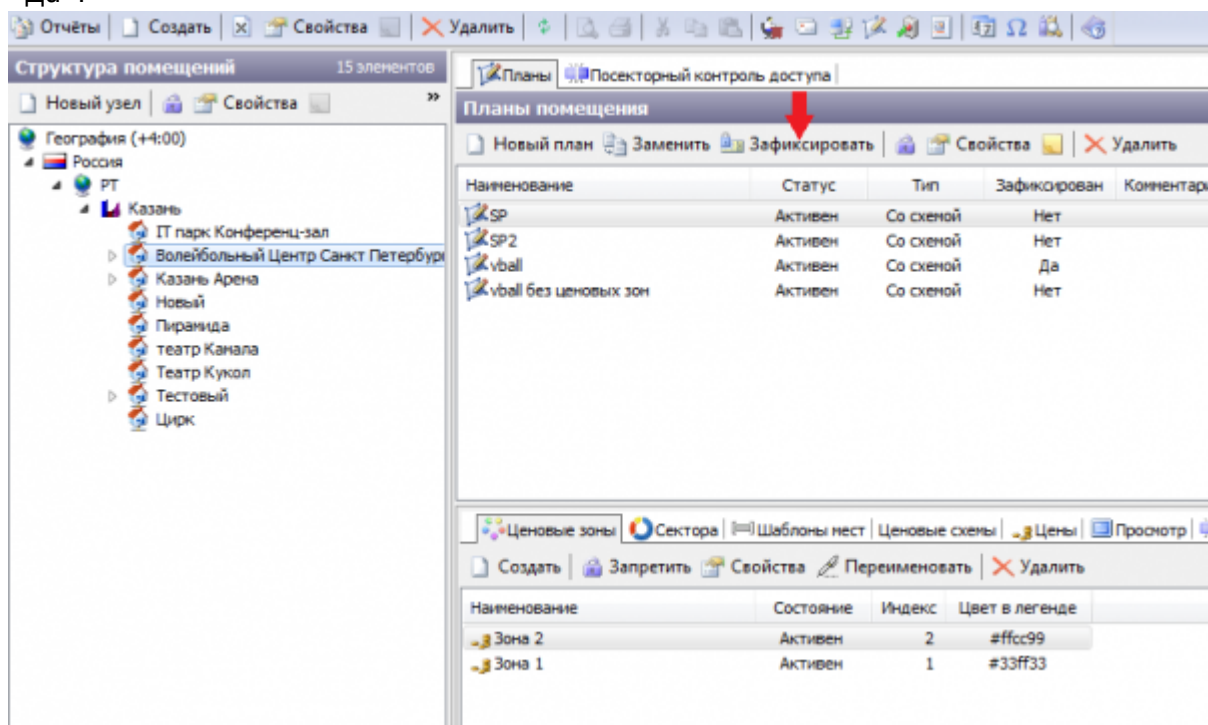 Отчёты Создать Свойства Удалить
Структура помещений 15 элементов
Новый узел Свойства »
География (+4:00)
Россия
РТ
Казань
IT парк Конференц-зал
Волейбольный Центр Санкт Петербур
Казань Арена
Новый
Пирамида
театр Камала
Театр Кукол
Тестовый
Цирк
Планы Посекторный контроль доступа
Планы помещения
Новый план Заменить Зафиксировать Свойства Удалить
Наименование Статус Тип Зафиксирован Комментар
SP Активен Со схемой Нет
SP2 Активен Со схемой Нет
vball Активен Со схемой Да
vball без ценовых зон Активен Со схемой Нет
Ценовые зоны Сектора Шаблоны мест Ценовые схемы Цены Просмотр
Создать Запретить Свойства Переименовать Удалить
Наименование Состояние Индекс Цвет в легенде
Зона 2 Активен 2 #ffcc99
Зона 1 Активен 1 #33ff33